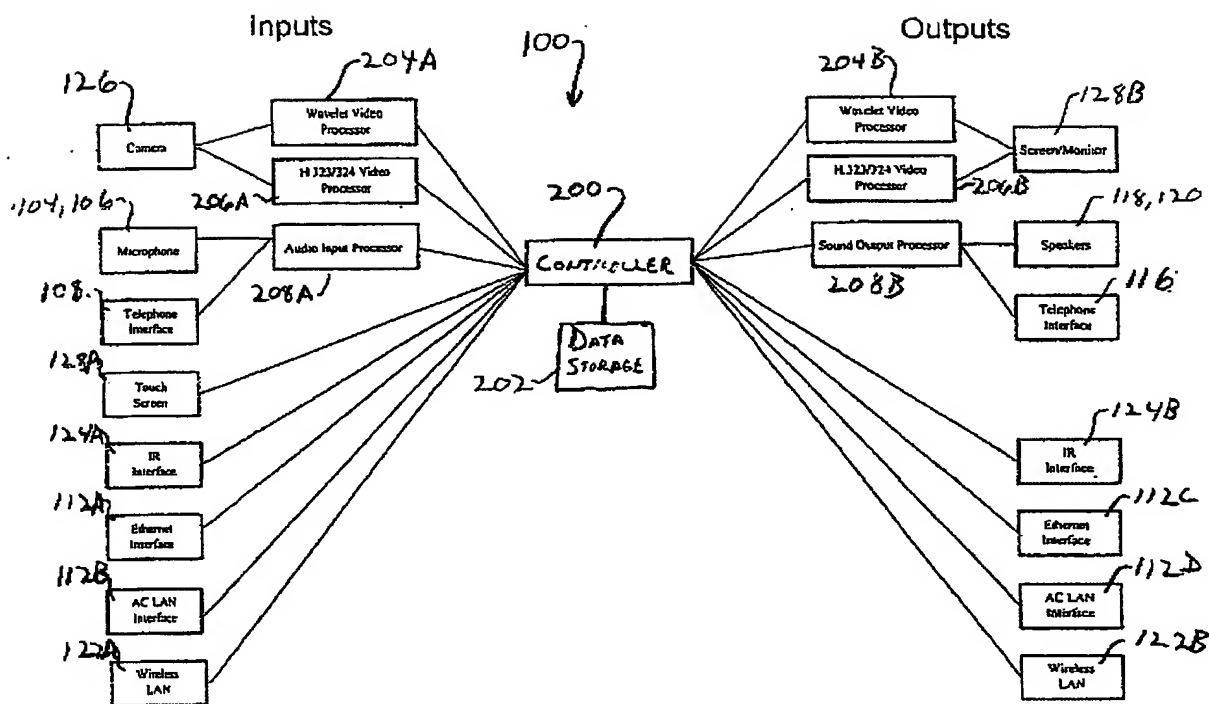 Inputs
Outputs
100
204A
204B
126
128B
Wavelet Video
Processor
Wavelet Video
Processor
Camera
Screen/Monitor
H.323/324 Video
Processor
H.323/324 Video
Processor
206A
206B
104, 106
200
118, 120
Microphone
Audio Input Processor
CONTROLLER
Sound Output Processor
Speakers
208A
208B
108
116
Telephone
Interface
Telephone
Interface
DATA
STORAGE
202
128A
Touch
Screen
124A
124B
IR
Interface
IR
Interface
112A
112C
Ethernet
Interface
Ethernet
Interface
112B
112D
AC LAN
Interface
AC LAN
Interface
122A
122B
Wireless
LAN
Wireless
LAN